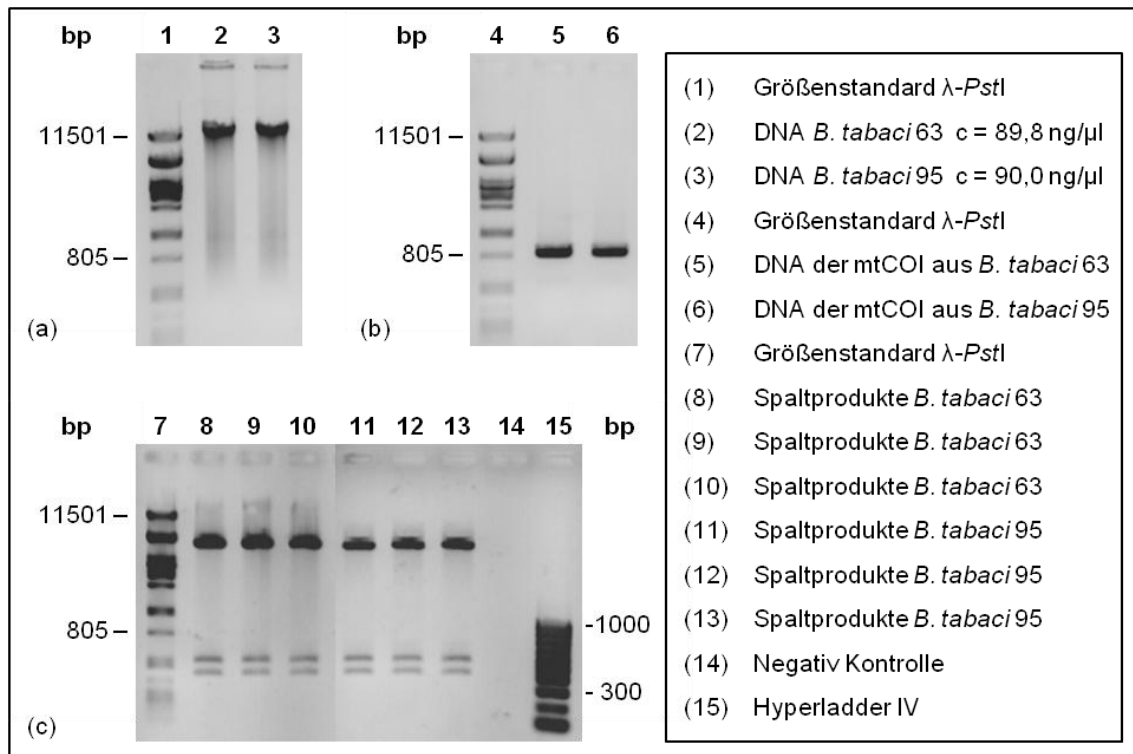 bp 1 2 3
11501 –
805 –
(a)
bp 4 5 6
11501 –
805 –
(b)
bp 7 8 9 10 11 12 13 14 15 bp
11501 –
805 –
-1000
- 300
(c)
(1) Größenstandard λ-PstI
(2) DNA B. tabaci 63 c = 89,8 ng/µl
(3) DNA B. tabaci 95 c = 90,0 ng/µl
(4) Größenstandard λ-PstI
(5) DNA der mtCOI aus B. tabaci 63
(6) DNA der mtCOI aus B. tabaci 95
(7) Größenstandard λ-PstI
(8) Spaltprodukte B. tabaci 63
(9) Spaltprodukte B. tabaci 63
(10) Spaltprodukte B. tabaci 63
(11) Spaltprodukte B. tabaci 95
(12) Spaltprodukte B. tabaci 95
(13) Spaltprodukte B. tabaci 95
(14) Negativ Kontrolle
(15) Hyperladder IV